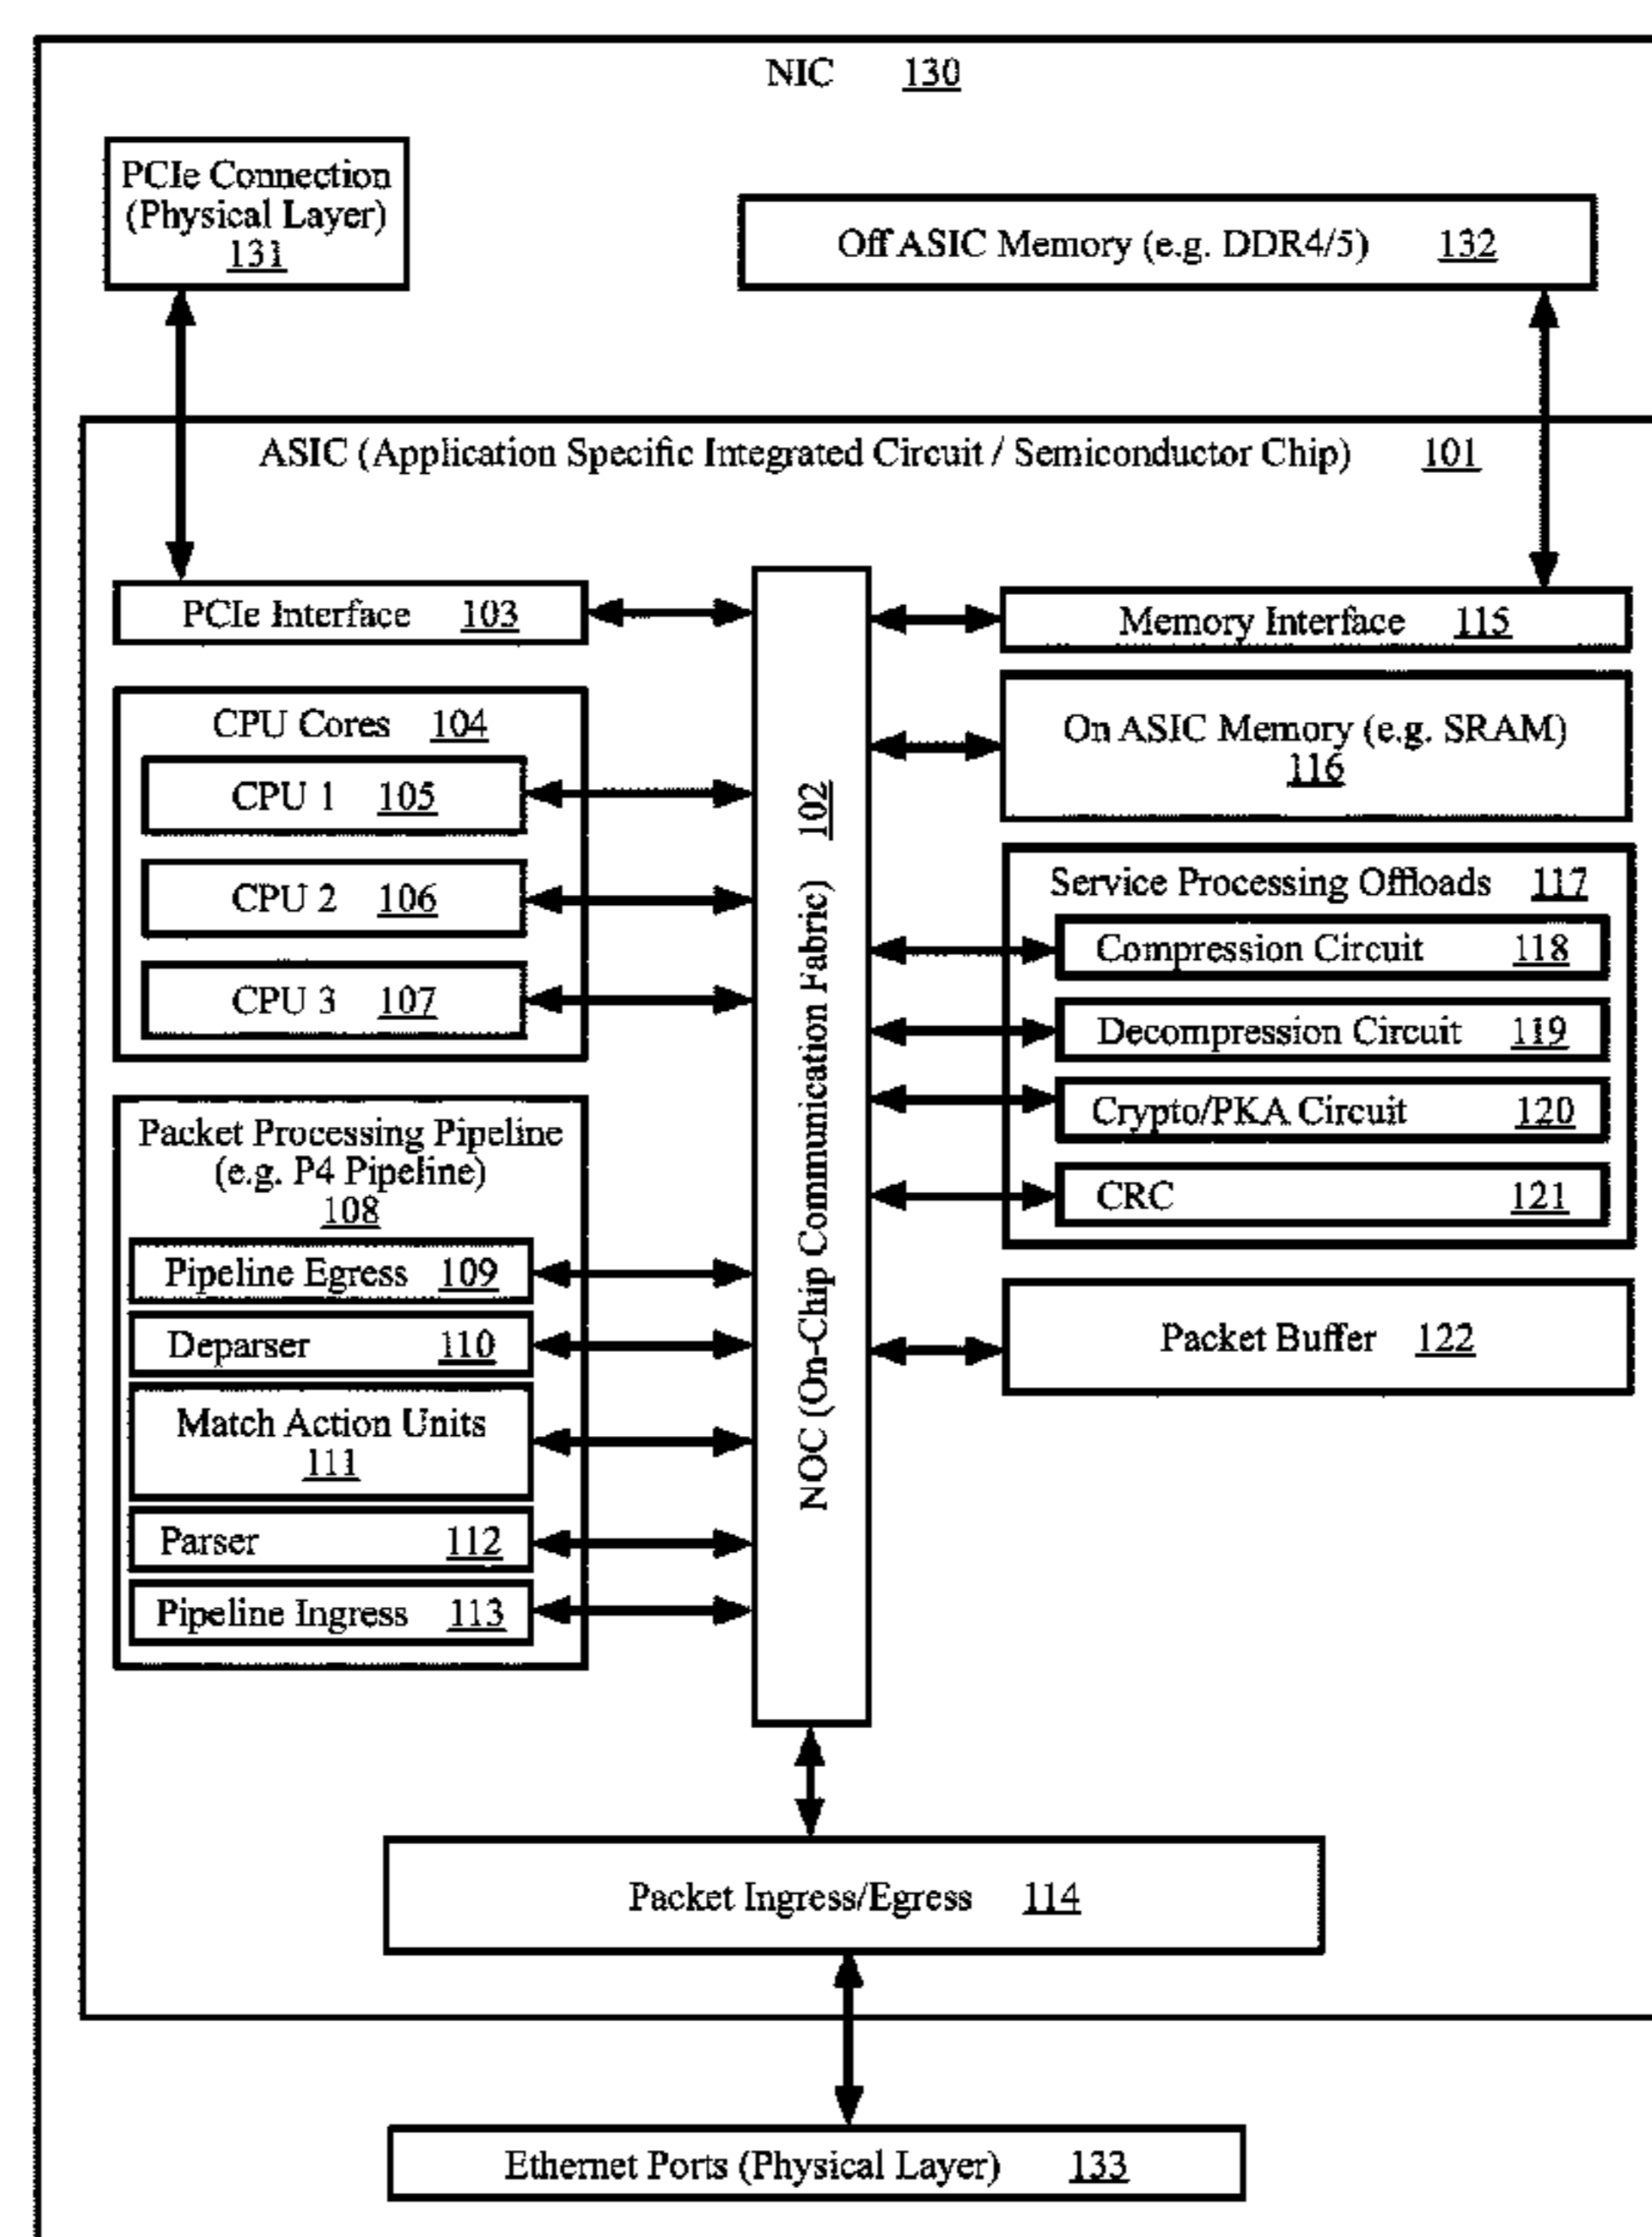 NIC 130
PCIe Connection
(Physical Layer)
131
Off ASIC Memory (e.g. DDR4/5) 132
ASIC (Application Specific Integrated Circuit / Semiconductor Chip) 101
PCIe Interface 103
CPU Cores 104
CPU 1 105
CPU 2 106
CPU 3 107
Packet Processing Pipeline
(e.g. P4 Pipeline)
108
Pipeline Egress 109
Deparser 110
Match Action Units
111
Parser 112
Pipeline Ingress 113
NOC (On-Chip Communication Fabric) 102
Memory Interface 115
On ASIC Memory (e.g. SRAM)
116
Service Processing Offloads 117
Compression Circuit 118
Decompression Circuit 119
Crypto/PKA Circuit 120
CRC 121
Packet Buffer 122
Packet Ingress/Egress 114
Ethernet Ports (Physical Layer) 133